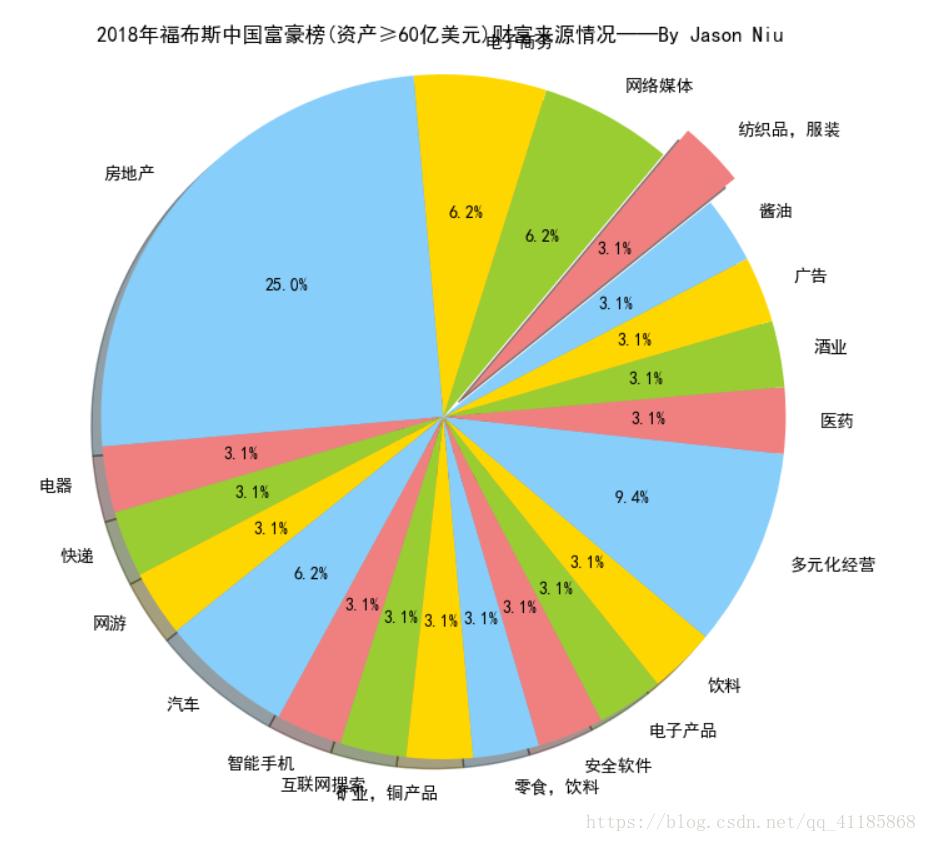 2018年福布斯中国富豪榜(资产≥60亿美元)财富来源情况——By Jason Niu
电子商务
网络媒体
纺织品，服装
房地产
酱油
6.2%
6.2%
3.1%
广告
25.0%
3.1%
3.1%
酒业
3.1%
3.1%
医药
3.1%
电器
3.1%
9.4%
快递
3.1%
多元化经营
网游
6.2%
3.1%
3.1%
3.1%
3.1%
3.1%
3.1%
3.1%
汽车
饮料
电子产品
智能手机
安全软件
互联网搜索
零食，饮料
矿业，铜产品
https://blog.csdn.net/qq_41185868